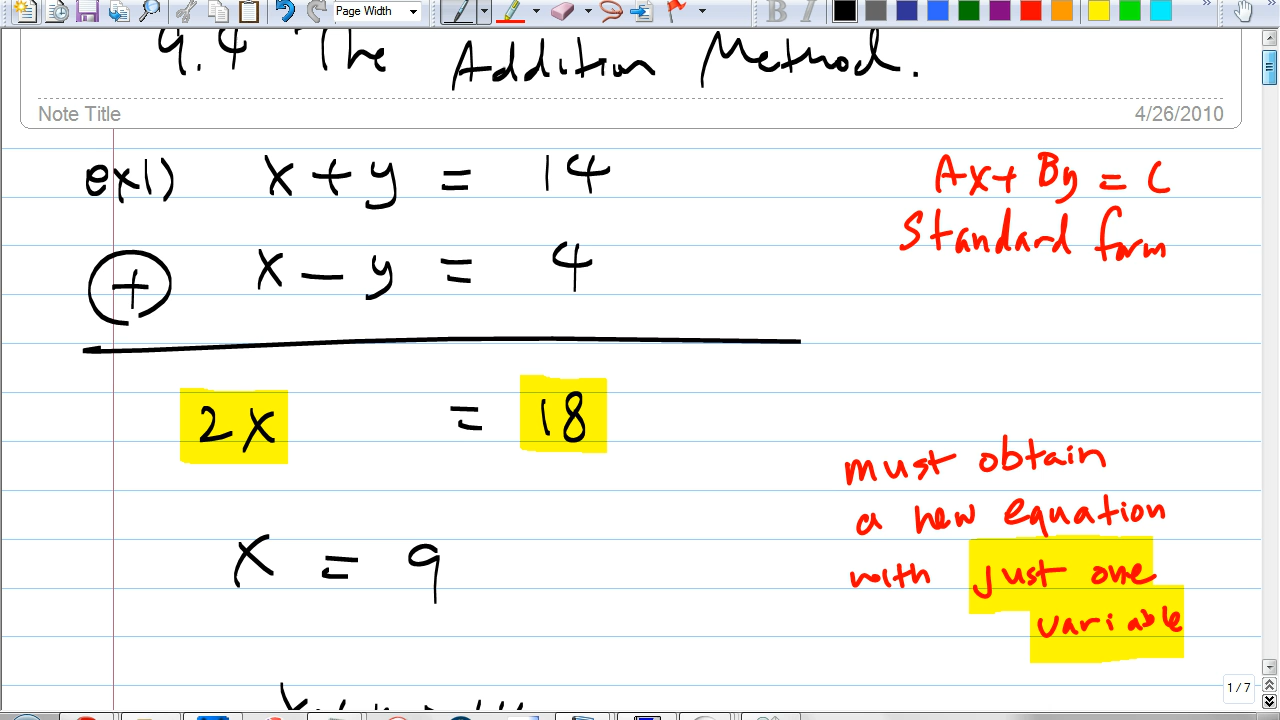 Page Width
B I
9.4 The Addition Method.
Note Title
4/26/2010
ex1) x + y = 14
Ax + By = C
Standard form
+ x - y = 4
2x = 18
must obtain
a new equation
with just one
variable
x = 9
1/7